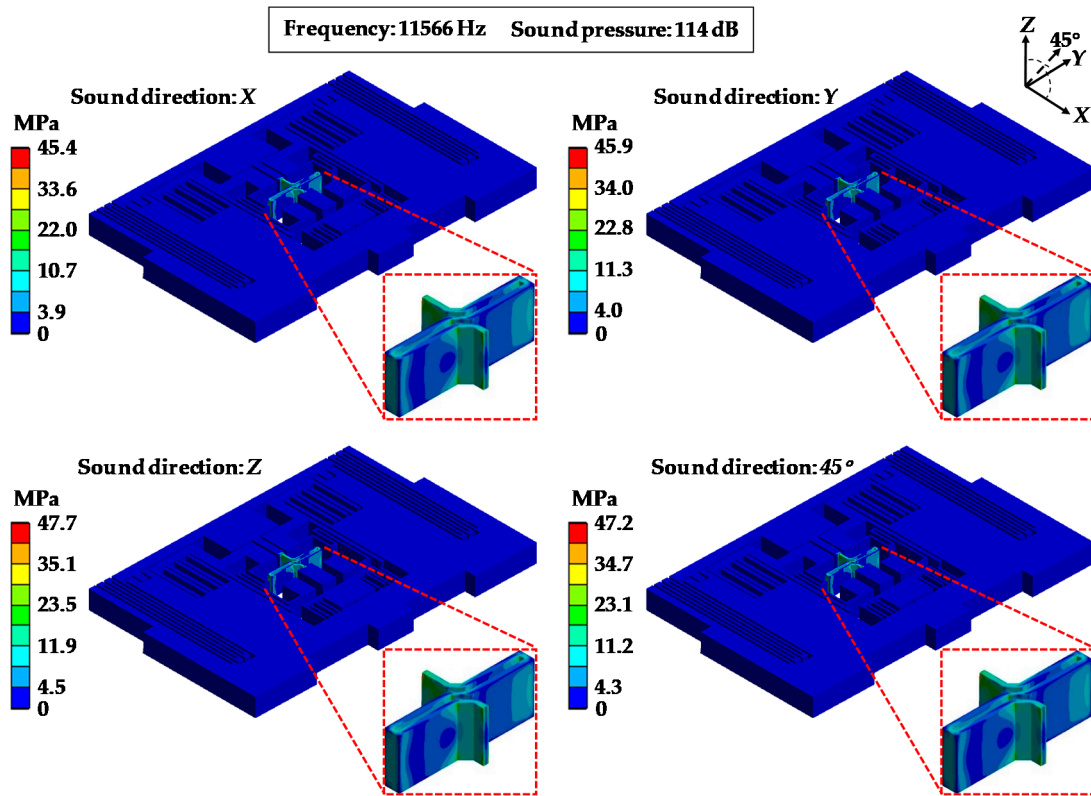 Frequency: 11566 Hz Sound pressure: 114 dB
Z
45°
Y
X
Sound direction: X
MPa
45.4
33.6
22.0
10.7
3.9
0
Sound direction: Y
MPa
45.9
34.0
22.8
11.3
4.0
0
Sound direction: Z
MPa
47.7
35.1
23.5
11.9
4.5
0
Sound direction: 45°
MPa
47.2
34.7
23.1
11.2
4.3
0